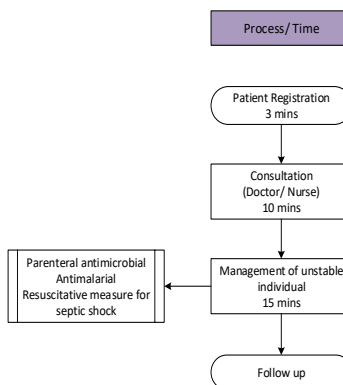 Process/ Time
Patient Registration
3 mins
Consultation
(Doctor/ Nurse)
10 mins
Parenteral antimicrobial
Antimalarial
Resuscitative measure for
septic shock
Management of unstable
individual
15 mins
Follow up